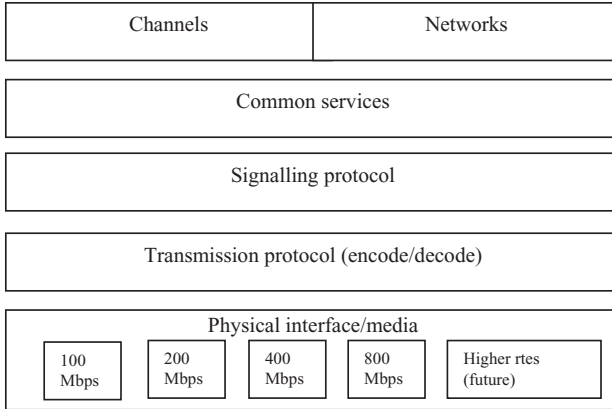 Channels
Networks
Common services
Signalling protocol
Transmission protocol (encode/decode)
Physical interface/media
100
Mbps
200
Mbps
400
Mbps
800
Mbps
Higher rtes
(future)